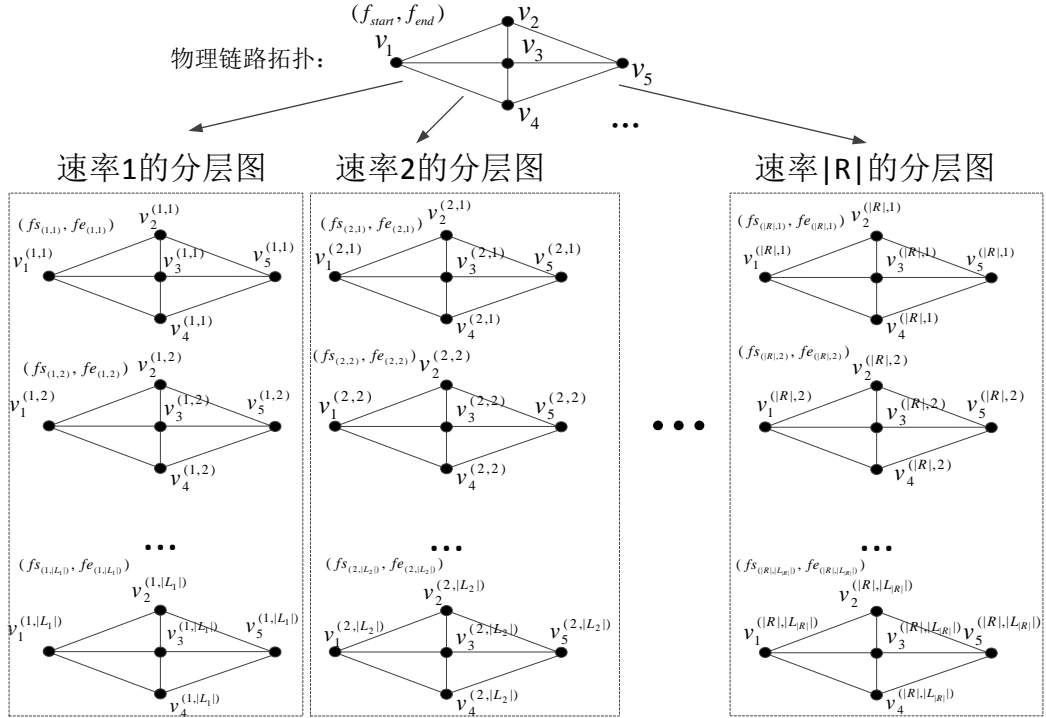 (f_{start}, f_{end})
v_2
v_1
v_3
物理链路拓扑:
v_5
v_4
...
速率1的分层图
速率2的分层图
速率|R|的分层图
(fs_{(1,1)}, fe_{(1,1)})
v_2^{(1,1)}
v_1^{(1,1)}
v_3^{(1,1)}
v_5^{(1,1)}
v_4^{(1,1)}
(fs_{(1,2)}, fe_{(1,2)})
v_2^{(1,2)}
v_1^{(1,2)}
v_3^{(1,2)}
v_5^{(1,2)}
v_4^{(1,2)}
...
(fs_{(1,|L_1|)}, fe_{(1,|L_1|)})
v_2^{(1,|L_1|)}
v_1^{(1,|L_1|)}
v_3^{(1,|L_1|)}
v_5^{(1,|L_1|)}
v_4^{(1,|L_1|)}
(fs_{(2,1)}, fe_{(2,1)})
v_2^{(2,1)}
v_1^{(2,1)}
v_3^{(2,1)}
v_5^{(2,1)}
v_4^{(2,1)}
(fs_{(2,2)}, fe_{(2,2)})
v_2^{(2,2)}
v_1^{(2,2)}
v_3^{(2,2)}
v_5^{(2,2)}
v_4^{(2,2)}
...
(fs_{(2,|L_2|)}, fe_{(2,|L_2|)})
v_2^{(2,|L_2|)}
v_1^{(2,|L_2|)}
v_3^{(2,|L_2|)}
v_5^{(2,|L_2|)}
v_4^{(2,|L_2|)}
...
(fs_{(|R|,1)}, fe_{(|R|,1)})
v_2^{(|R|,1)}
v_1^{(|R|,1)}
v_3^{(|R|,1)}
v_5^{(|R|,1)}
v_4^{(|R|,1)}
(fs_{(|R|,2)}, fe_{(|R|,2)})
v_2^{(|R|,2)}
v_1^{(|R|,2)}
v_3^{(|R|,2)}
v_5^{(|R|,2)}
v_4^{(|R|,2)}
...
(fs_{(|R|,|L_{|R|}|)}, fe_{(|R|,|L_{|R|}|)})
v_2^{(|R|,|L_{|R|}|)}
v_1^{(|R|,|L_{|R|}|)}
v_3^{(|R|,|L_{|R|}|)}
v_5^{(|R|,|L_{|R|}|)}
v_4^{(|R|,|L_{|R|}|)}